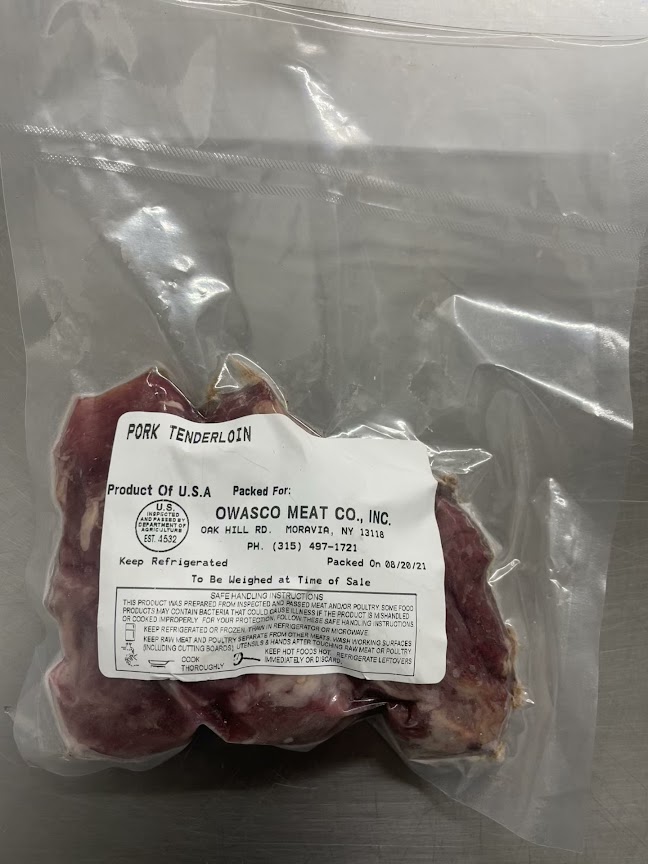 PORK TENDERLOIN
Product Of U.S.A Packed For:
U.S.
INSPECTED
AND PASSED BY
DEPARTMENT OF
AGRICULTURE
EST. 4532
OWASCO MEAT CO., INC.
OAK HILL RD. MORAVIA, NY 13118
PH. (315) 497-1721
Keep Refrigerated Packed On 08/20/21
To Be Weighed at Time of Sale
SAFE HANDLING INSTRUCTIONS
THIS PRODUCT WAS PREPARED FROM INSPECTED AND PASSED MEAT AND/OR POULTRY. SOME FOOD
PRODUCTS MAY CONTAIN BACTERIA THAT COULD CAUSE ILLNESS IF THE PRODUCT IS MISHANDLED
OR COOKED IMPROPERLY. FOR YOUR PROTECTION, FOLLOW THESE SAFE HANDLING INSTRUCTIONS
KEEP REFRIGERATED OR FROZEN. THAW IN REFRIGERATOR OR MICROWAVE.
KEEP RAW MEAT AND POULTRY SEPARATE FROM OTHER MEATS. WASH WORKING SURFACES
(INCLUDING CUTTING BOARDS), UTENSILS & HANDS AFTER TOUCHING RAW MEAT OR POULTRY
COOK
THOROUGHLY
KEEP HOT FOODS HOT. REFRIGERATE LEFTOVERS
IMMEDIATELY OR DISCARD.